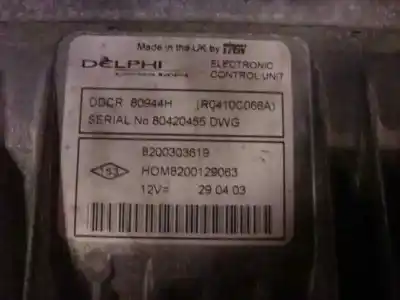 Made in the UK by
DELPHI
ELECTRONIC
CONTROL UNIT
DDCR 80944H (R0410C066A)
SERIAL No 80420455 DWG
8200303619
HOM8200129063
12V= 29 04 03